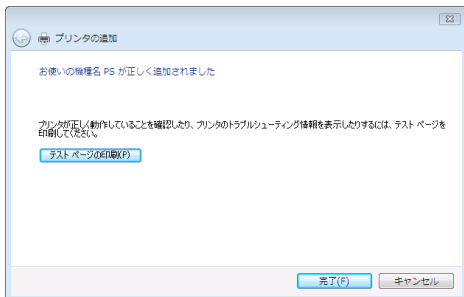 プリンタの追加
お使いの機種名 PS が正しく追加されました
プリンタが正しく動作していることを確認したり、プリンタのトラブルシューティング情報を表示したりするには、テスト ページを
印刷してください。
テスト ページの印刷(P)
完了(F)
キャンセル